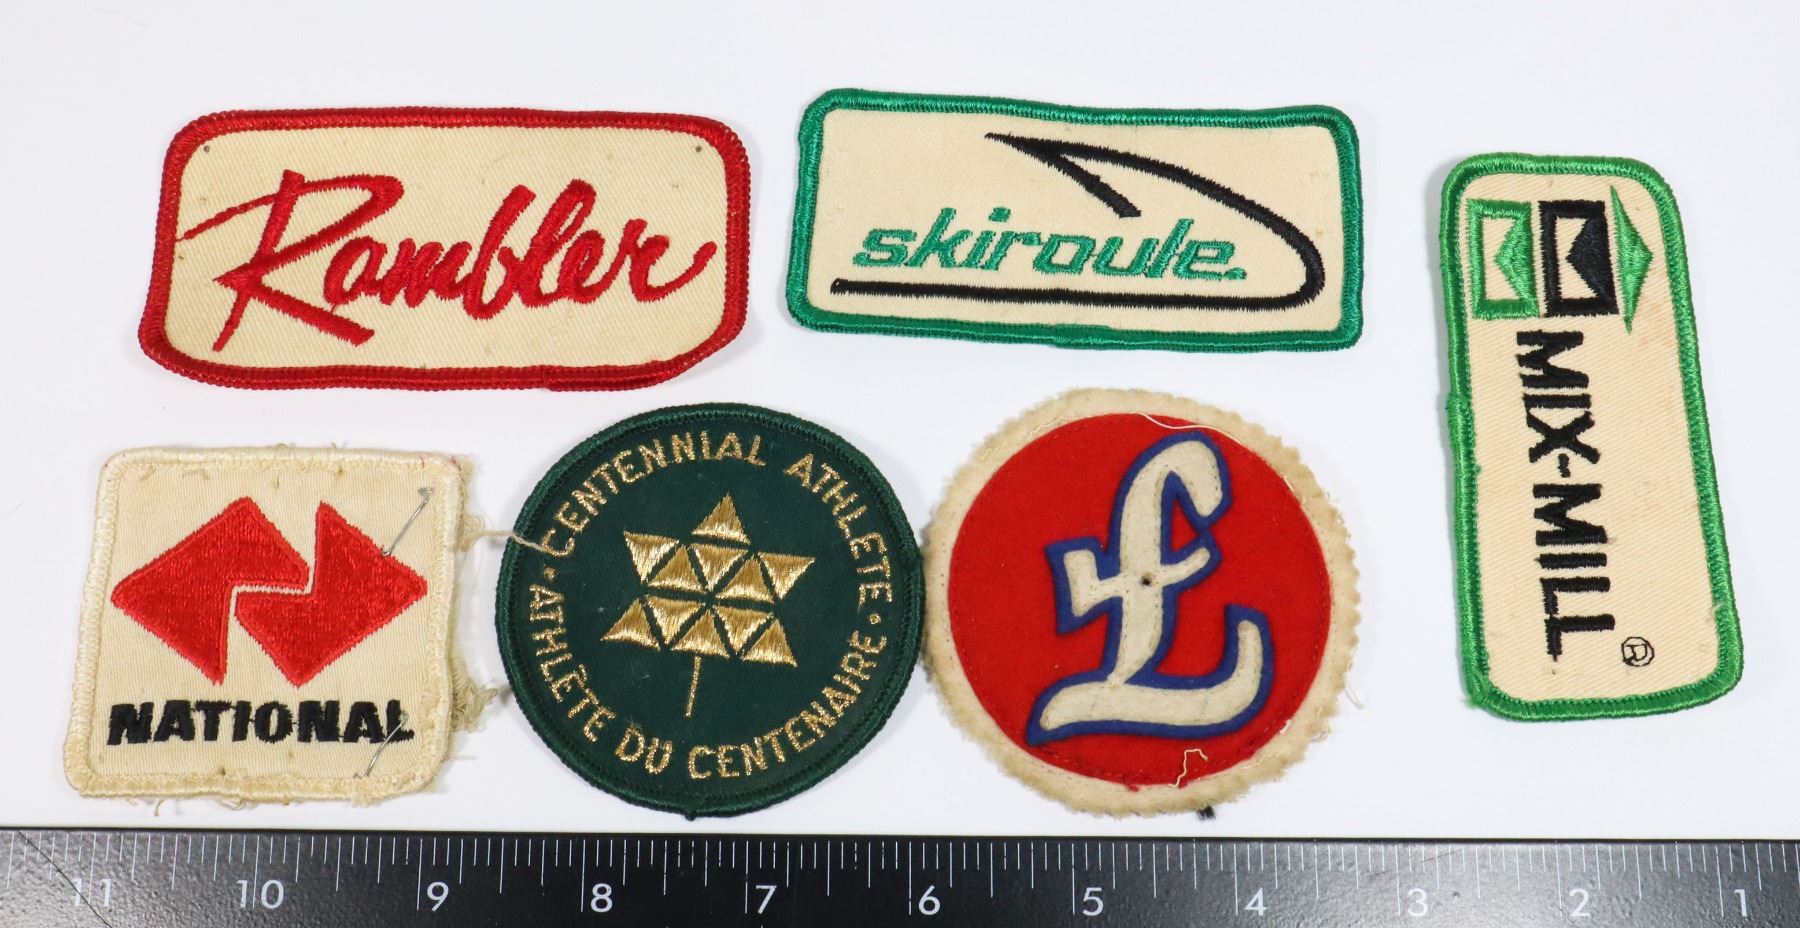 Rambler
skiroule.
MIX-MILL ®
NATIONAL
• CENTENNIAL ATHLETE •
ATHLÈTE DU CENTENAIRE
£
11 10 9 8 7 6 5 4 3 2 1